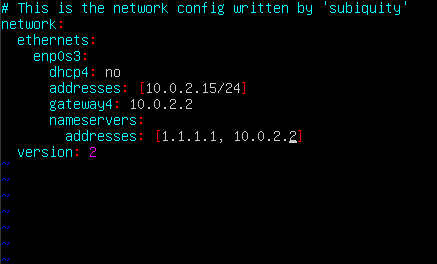 # This is the network config written by 'subiquity'
network:
  ethernets:
    enp0s3:
      dhcp4: no
      addresses: [10.0.2.15/24]
      gateway4: 10.0.2.2
      nameservers:
        addresses: [1.1.1.1, 10.0.2.2]
  version: 2
~
~
~
~
~
~
~